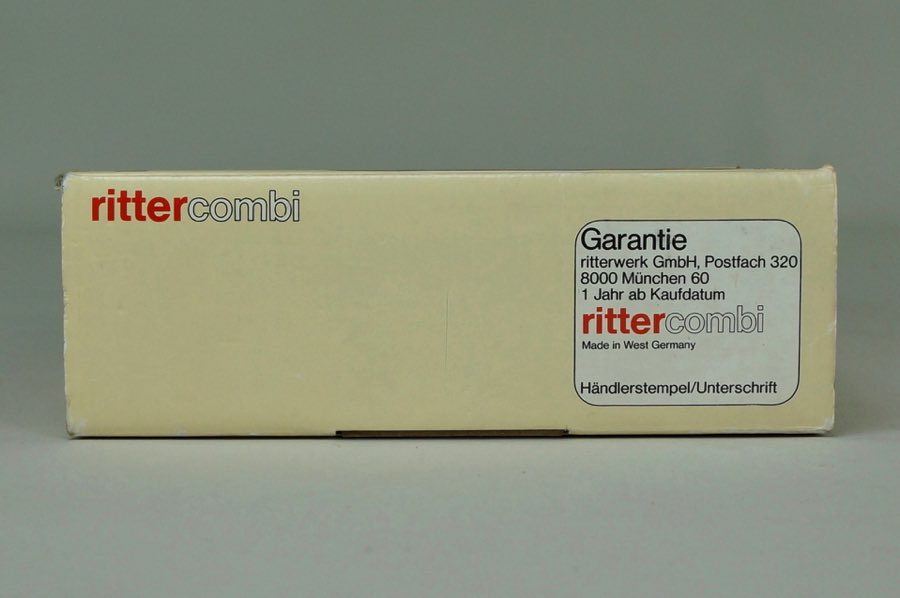 rittercombi
Garantie
ritterwerk GmbH, Postfach 320
8000 München 60
1 Jahr ab Kaufdatum
rittercombi
Made in West Germany
Händlerstempel/Unterschrift